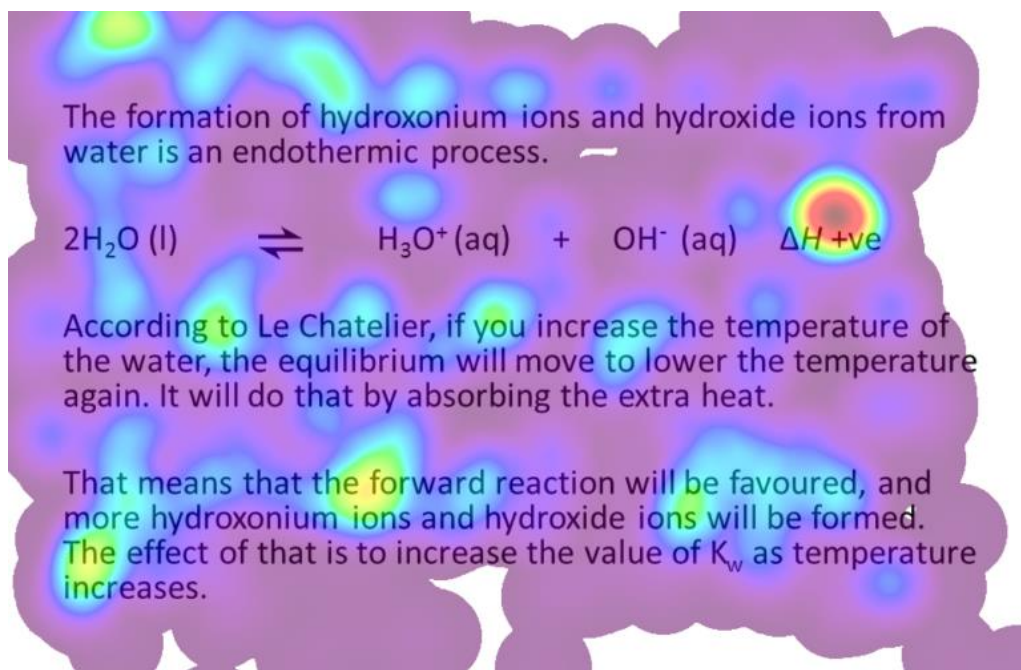 The formation of hydroxonium ions and hydroxide ions from
water is an endothermic process.
2H₂O (l) ⇌ H₃O⁺ (aq) + OH⁻ (aq) ΔH +ve
According to Le Chatelier, if you increase the temperature of
the water, the equilibrium will move to lower the temperature
again. It will do that by absorbing the extra heat.
That means that the forward reaction will be favoured, and
more hydroxonium ions and hydroxide ions will be formed.
The effect of that is to increase the value of K_w as temperature
increases.